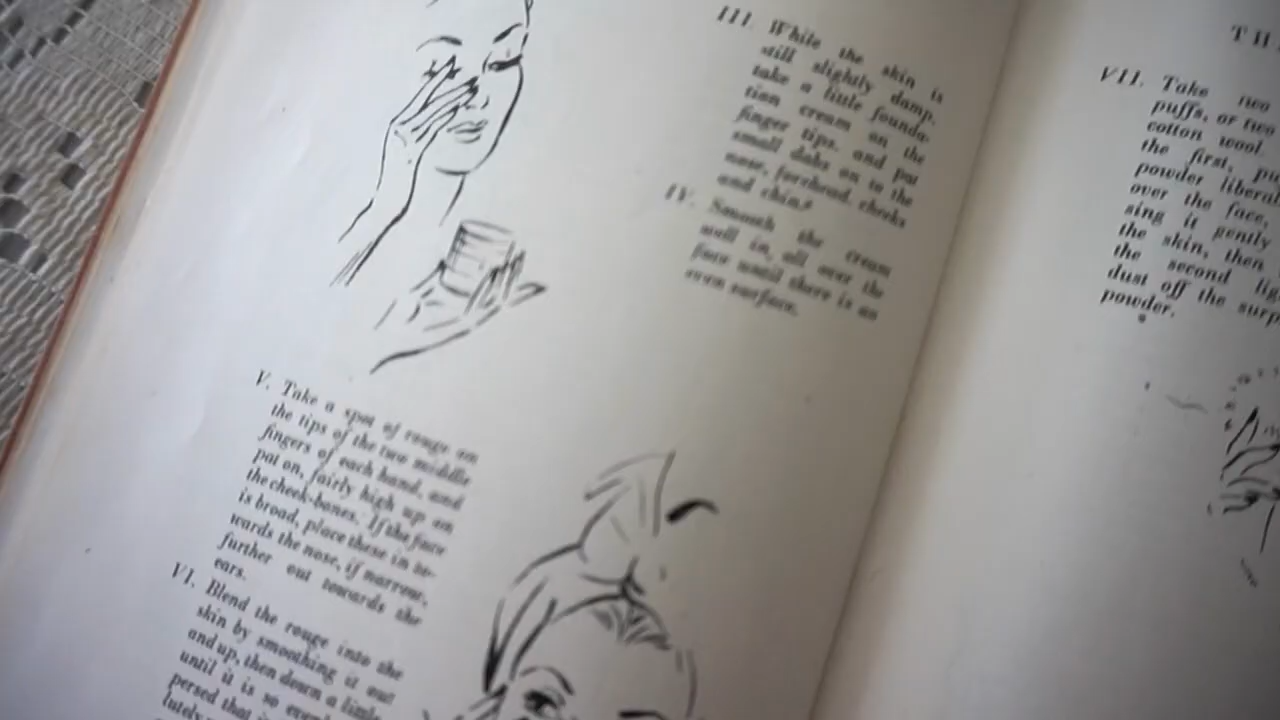 III. While the skin is
still slightly damp,
take a little founda-
tion cream on the
finger tips, and pat
small dabs on to the
nose, forehead, cheeks
and chin.
IV. Smooth the cream
well in, all over the
face until there is an
even surface.
V. Take a spot of rouge on
the tips of the two middle
fingers of each hand, and
pat on, fairly high up on
the cheek-bones. If the face
is broad, place these in to-
wards the nose, if narrow,
further out towards the
ears.
VI. Blend the rouge into the
skin by smoothing it out
and up, then down a little
until it is so evenly
persed that
lutely
TH
VII. Take two
puffs, or two
cotton wool.
the first,
powder liberal
over the face,
sing it gently
the skin, then
the second lig
dust off the surp
powder.